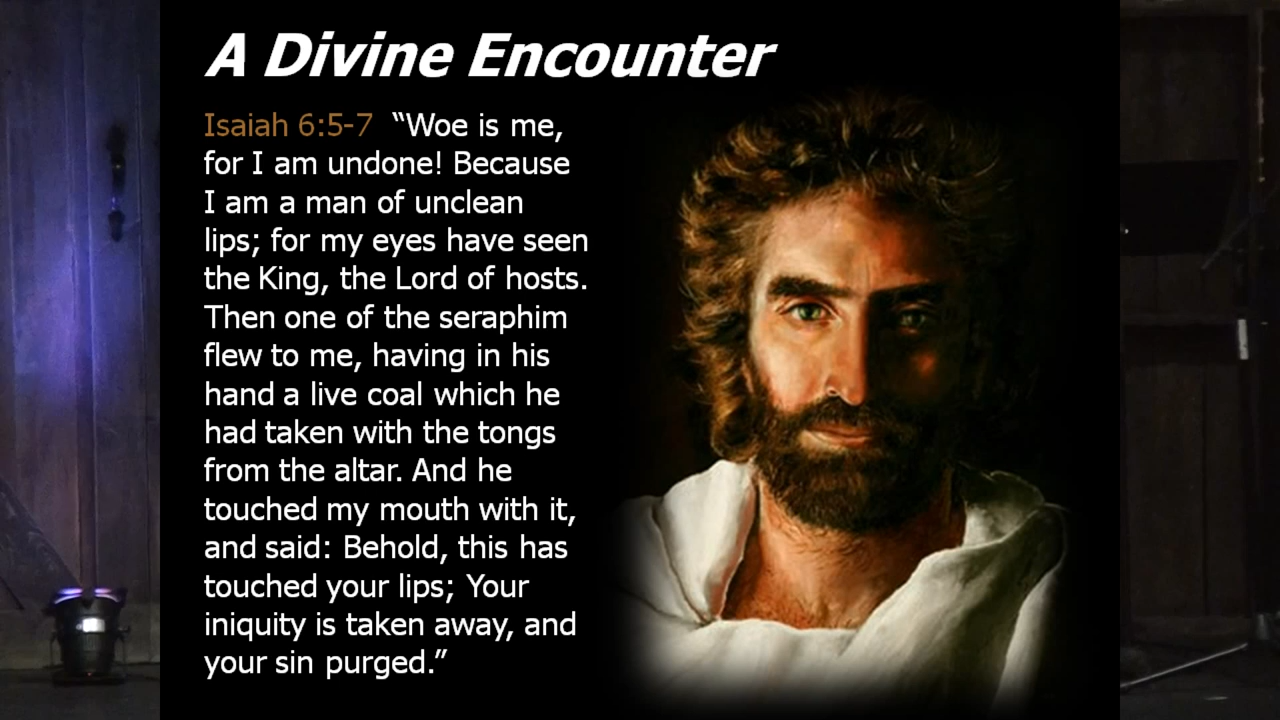 A Divine Encounter
Isaiah 6:5-7 “Woe is me,
for I am undone! Because
I am a man of unclean
lips; for my eyes have seen
the King, the Lord of hosts.
Then one of the seraphim
flew to me, having in his
hand a live coal which he
had taken with the tongs
from the altar. And he
touched my mouth with it,
and said: Behold, this has
touched your lips; Your
iniquity is taken away, and
your sin purged.”